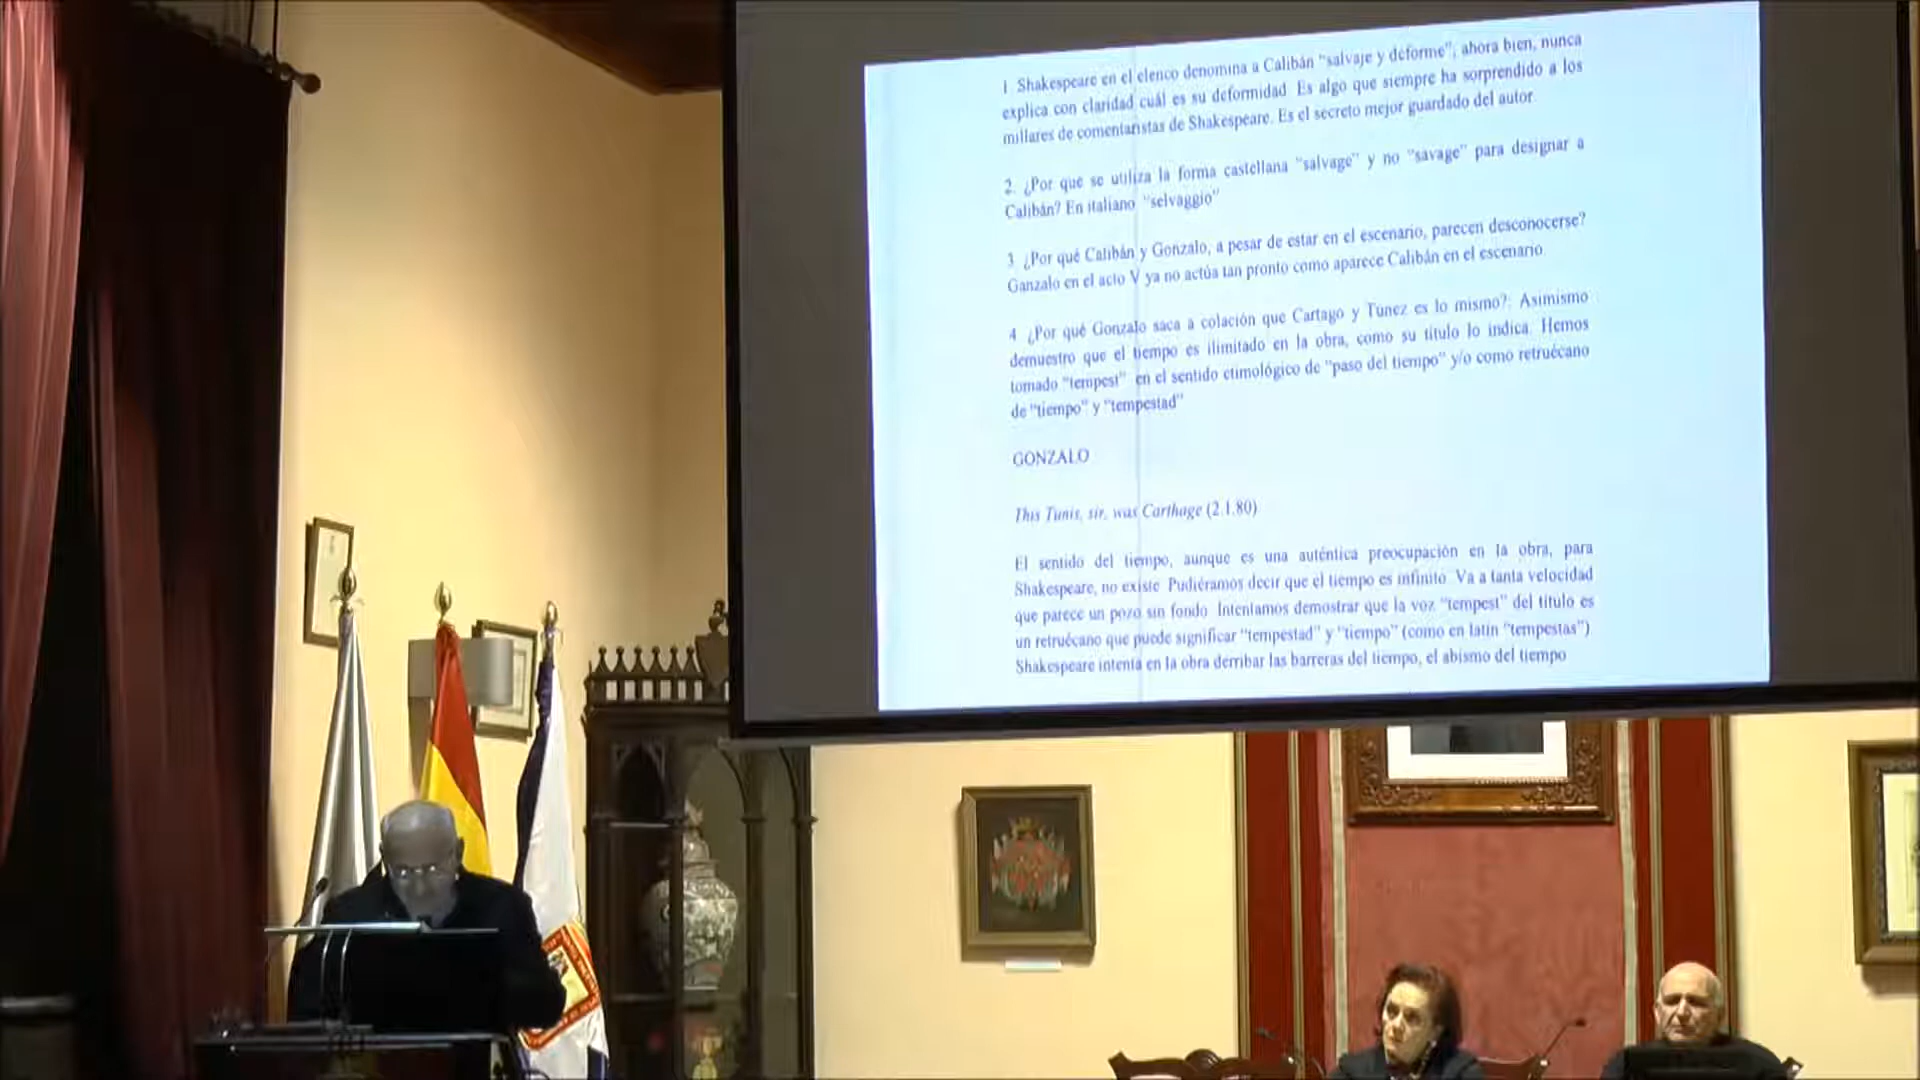 1 Shakespeare en el elenco denomina a Calibán "salvaje y deforme", ahora bien, nunca
explica con claridad cuál es su deformidad. Es algo que siempre ha sorprendido a los
millares de comentaristas de Shakespeare. Es el secreto mejor guardado del autor.
2. ¿Por qué se utiliza la forma castellana "salvage" y no "savage" para designar a
Calibán? En italiano "selvaggio"
3 ¿Por qué Calibán y Gonzalo, a pesar de estar en el escenario, parecen desconocerse?
Ganzalo en el acto V ya no actúa tan pronto como aparece Calibán en el escenario.
4 ¿Por qué Gonzalo saca a colación que Cartago y Túnez es lo mismo?. Asimismo
demuestro que el tiempo es ilimitado en la obra, como su título lo indica. Hemos
tomado "tempest" en el sentido etimológico de "paso del tiempo" y/o como retruécano
de "tiempo" y "tempestad"
GONZALO
This Tunis, sir, was Carthage (2.1.80)
El sentido del tiempo, aunque es una auténtica preocupación en la obra, para
Shakespeare, no existe. Pudiéramos decir que el tiempo es infinito. Va a tanta velocidad
que parece un pozo sin fondo. Intentamos demostrar que la voz "tempest" del título es
un retruécano que puede significar "tempestad" y "tiempo" (como en latín "tempestas")
Shakespeare intenta en la obra derribar las barreras del tiempo, el abismo del tiempo